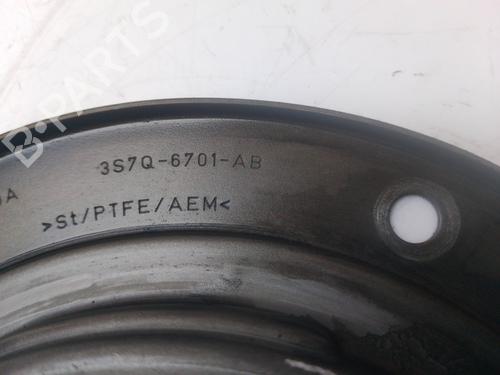 B-PARTS
3S7Q-6701-AB
A
>St/PTFE/AEM<